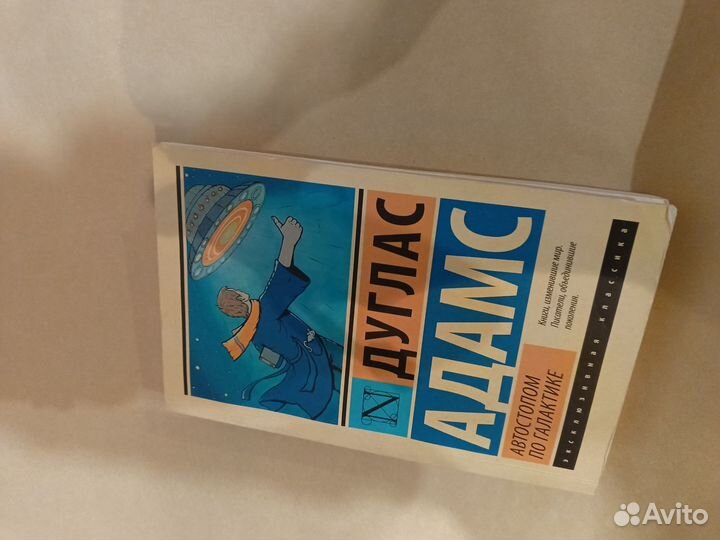 ДУГЛАС
АДАМС
АВТОСТОПОМ
ПО ГАЛАКТИКЕ
Книги, изменившие мир.
Писатели, объединившие
поколения.
эксклюзивная классика
N
Avito